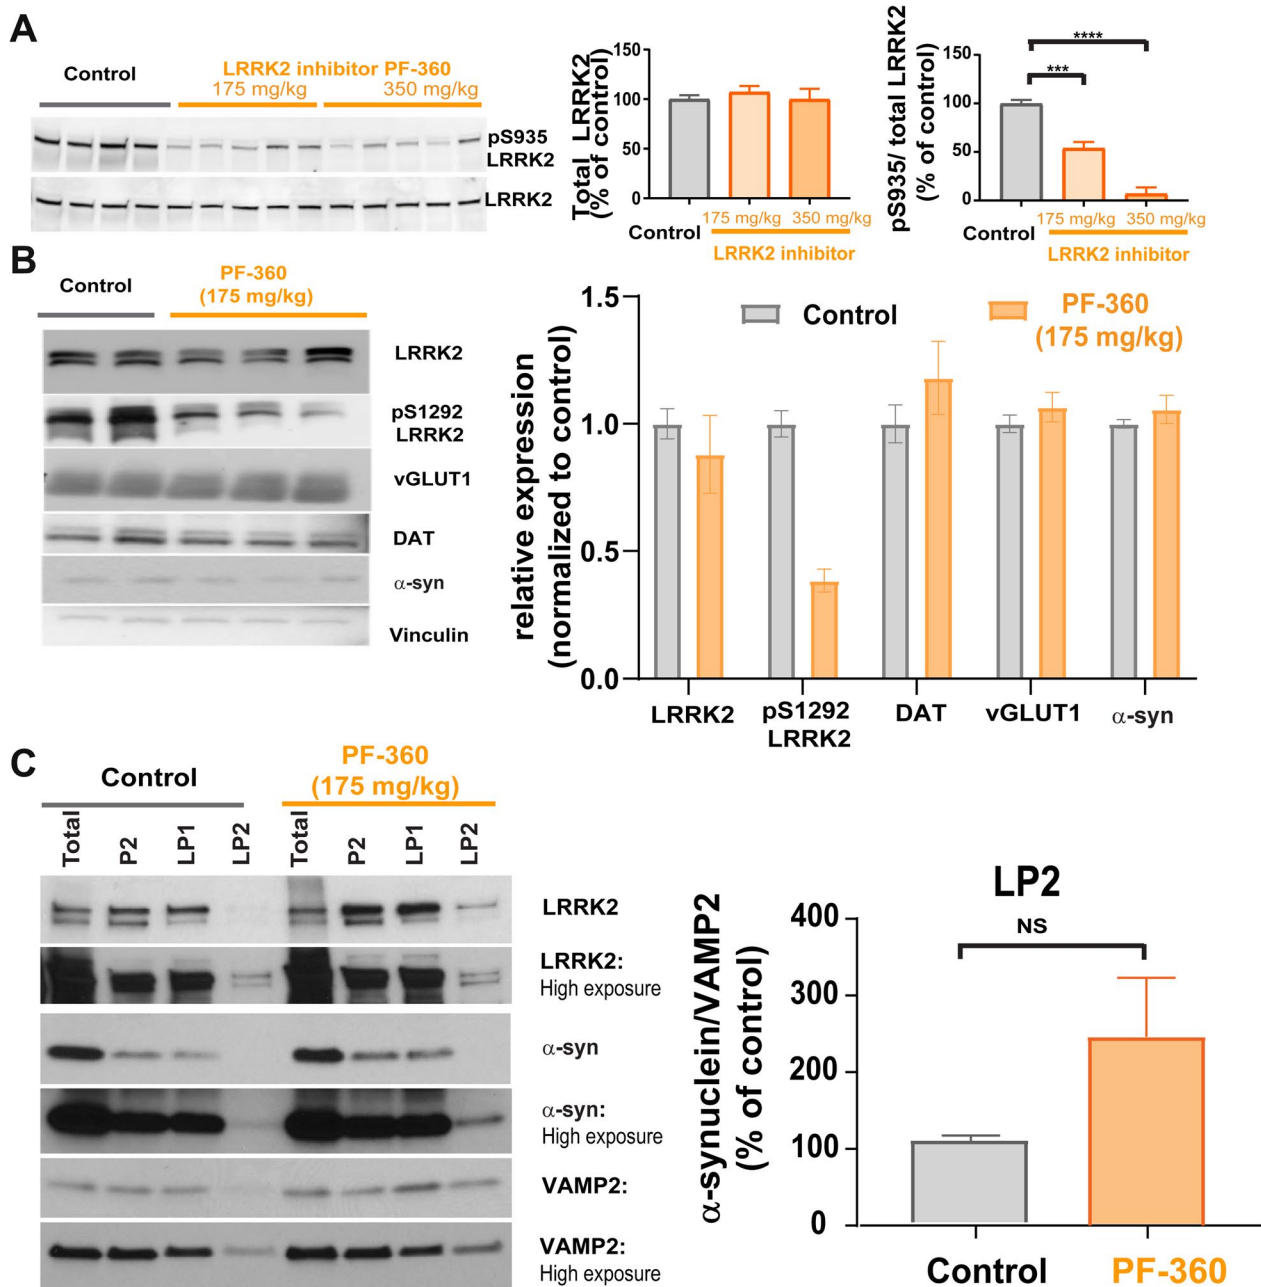 A
Control
LRRK2 inhibitor PF-360
175 mg/kg
350 mg/kg
pS935
LRRK2
LRRK2
Total LRRK2
(% of control)
150
100
50
0
175 mg/kg
350 mg/kg
Control
LRRK2 inhibitor
pS935/ total LRRK2
(% of control)
150
100
50
0
****
***
175 mg/kg
350 mg/kg
Control
LRRK2 inhibitor
B
Control
PF-360
(175 mg/kg)
LRRK2
pS1292
LRRK2
vGLUT1
DAT
α-syn
Vinculin
relative expression
(normalized to control)
1.5
1.0
0.5
0.0
Control
PF-360
(175 mg/kg)
LRRK2
pS1292
LRRK2
DAT
vGLUT1
α-syn
C
Control
PF-360
(175 mg/kg)
Total
P2
LP1
LP2
Total
P2
LP1
LP2
LRRK2
LRRK2:
High exposure
α-syn
α-syn:
High exposure
VAMP2:
VAMP2:
High exposure
LP2
α-synuclein/VAMP2
(% of control)
400
300
200
100
0
NS
Control
PF-360